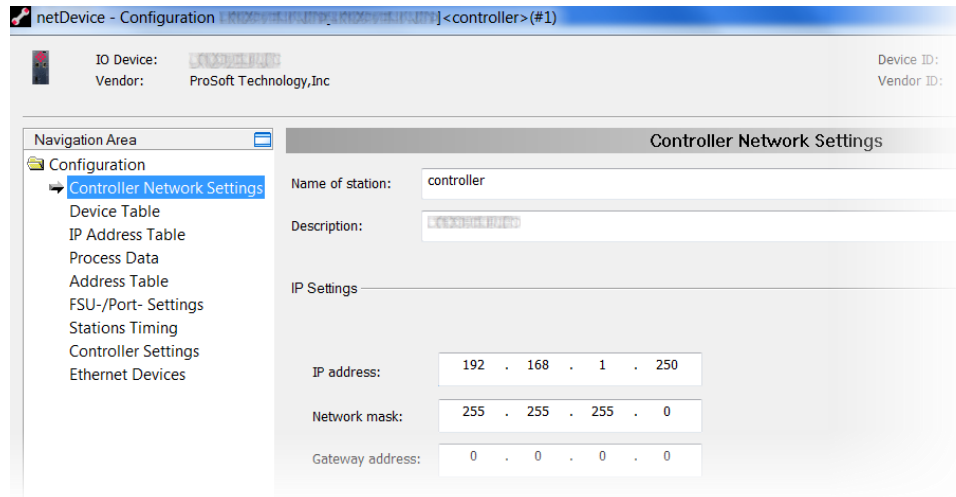 netDevice - Configuration ]<controller>(#1)
IO Device:
Device ID:
Vendor: ProSoft Technology,Inc
Vendor ID:
Navigation Area
Configuration
Controller Network Settings
Device Table
IP Address Table
Process Data
Address Table
FSU-/Port- Settings
Stations Timing
Controller Settings
Ethernet Devices
Controller Network Settings
Name of station: controller
Description:
IP Settings
IP address: 192 . 168 . 1 . 250
Network mask: 255 . 255 . 255 . 0
Gateway address: 0 . 0 . 0 . 0